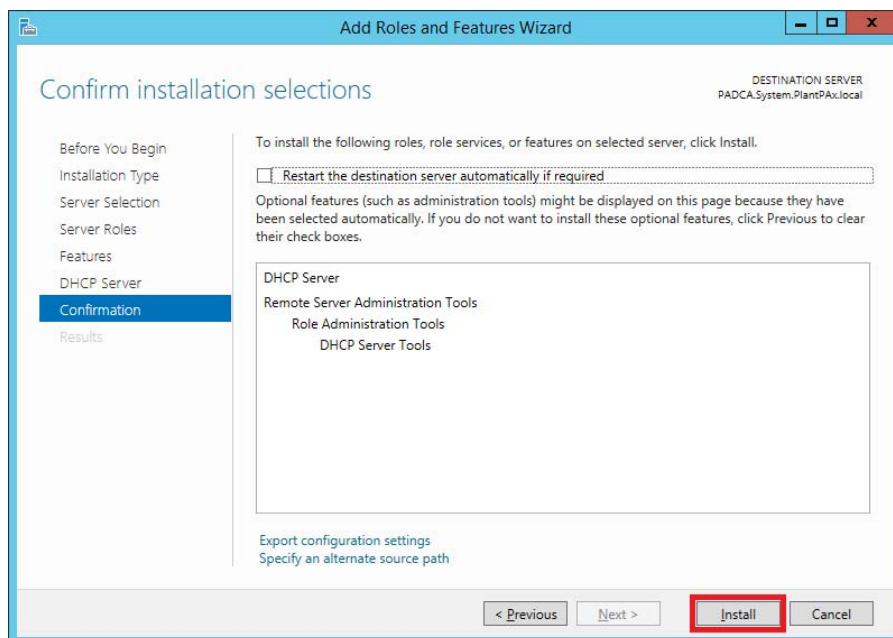 Add Roles and Features Wizard
Confirm installation selections
DESTINATION SERVER
PADCA.System.PlantPAx.local
Before You Begin
Installation Type
Server Selection
Server Roles
Features
DHCP Server
Confirmation
Results
To install the following roles, role services, or features on selected server, click Install.
Restart the destination server automatically if required
Optional features (such as administration tools) might be displayed on this page because they have
been selected automatically. If you do not want to install these optional features, click Previous to clear
their check boxes.
DHCP Server
Remote Server Administration Tools
Role Administration Tools
DHCP Server Tools
Export configuration settings
Specify an alternate source path
< Previous
Next >
Install
Cancel